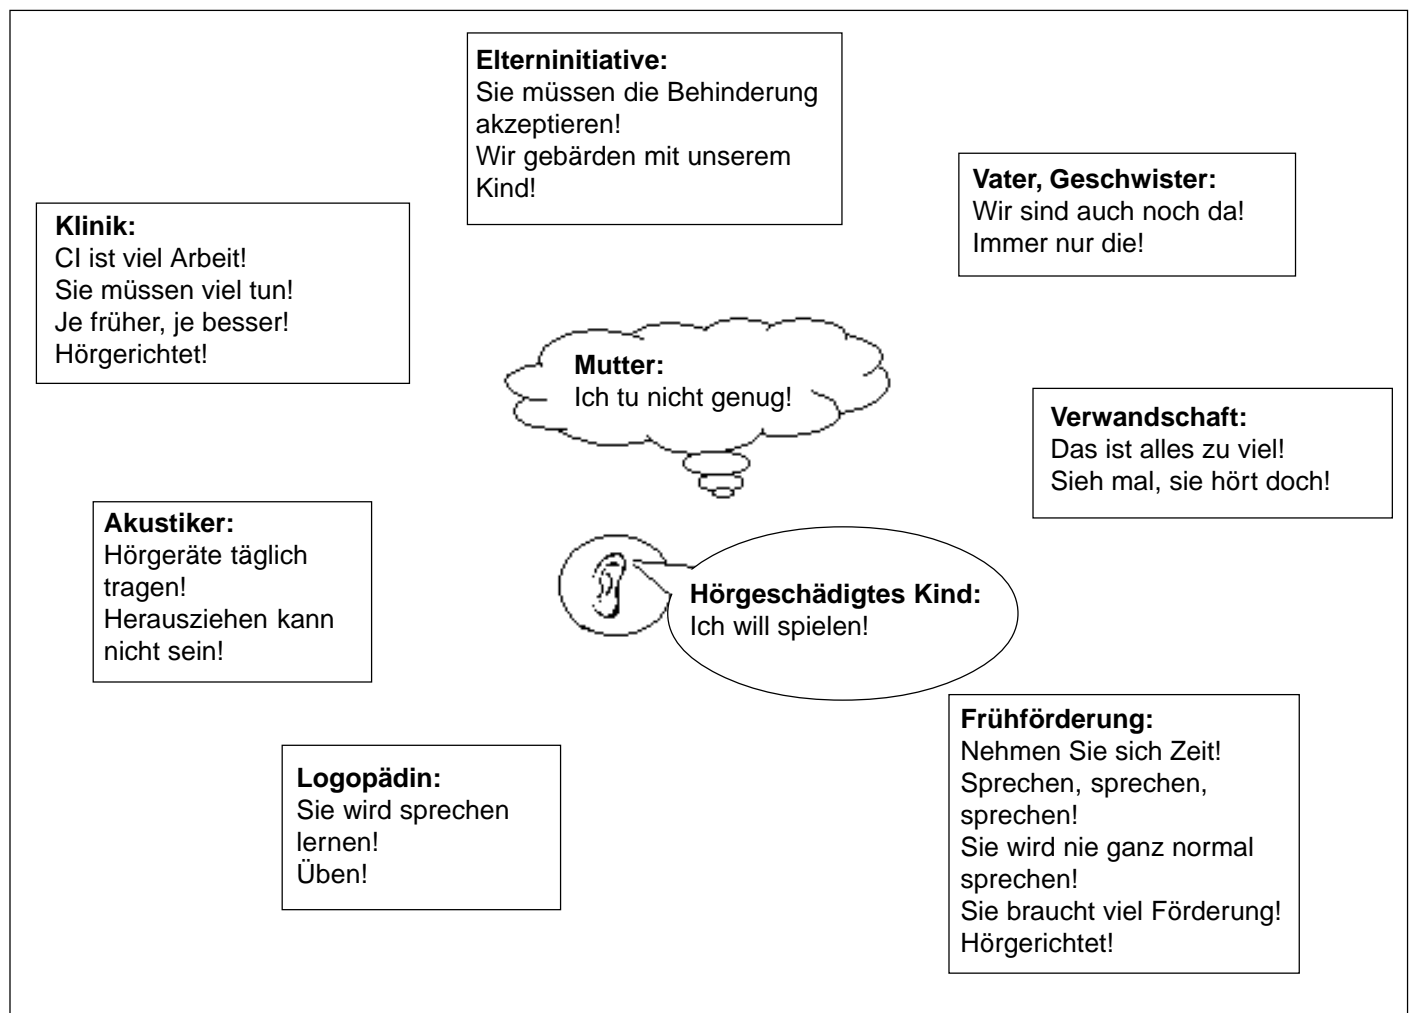 Elterninitiative:
Sie müssen die Behinderung
akzeptieren!
Wir gebärden mit unserem
Kind!
Vater, Geschwister:
Wir sind auch noch da!
Immer nur die!
Klinik:
CI ist viel Arbeit!
Sie müssen viel tun!
Je früher, je besser!
Hörgerichtet!
Mutter:
Ich tu nicht genug!
Verwandschaft:
Das ist alles zu viel!
Sieh mal, sie hört doch!
Akustiker:
Hörgeräte täglich
tragen!
Herausziehen kann
nicht sein!
Hörgeschädigtes Kind:
Ich will spielen!
Logopädin:
Sie wird sprechen
lernen!
Üben!
Frühförderung:
Nehmen Sie sich Zeit!
Sprechen, sprechen,
sprechen!
Sie wird nie ganz normal
sprechen!
Sie braucht viel Förderung!
Hörgerichtet!